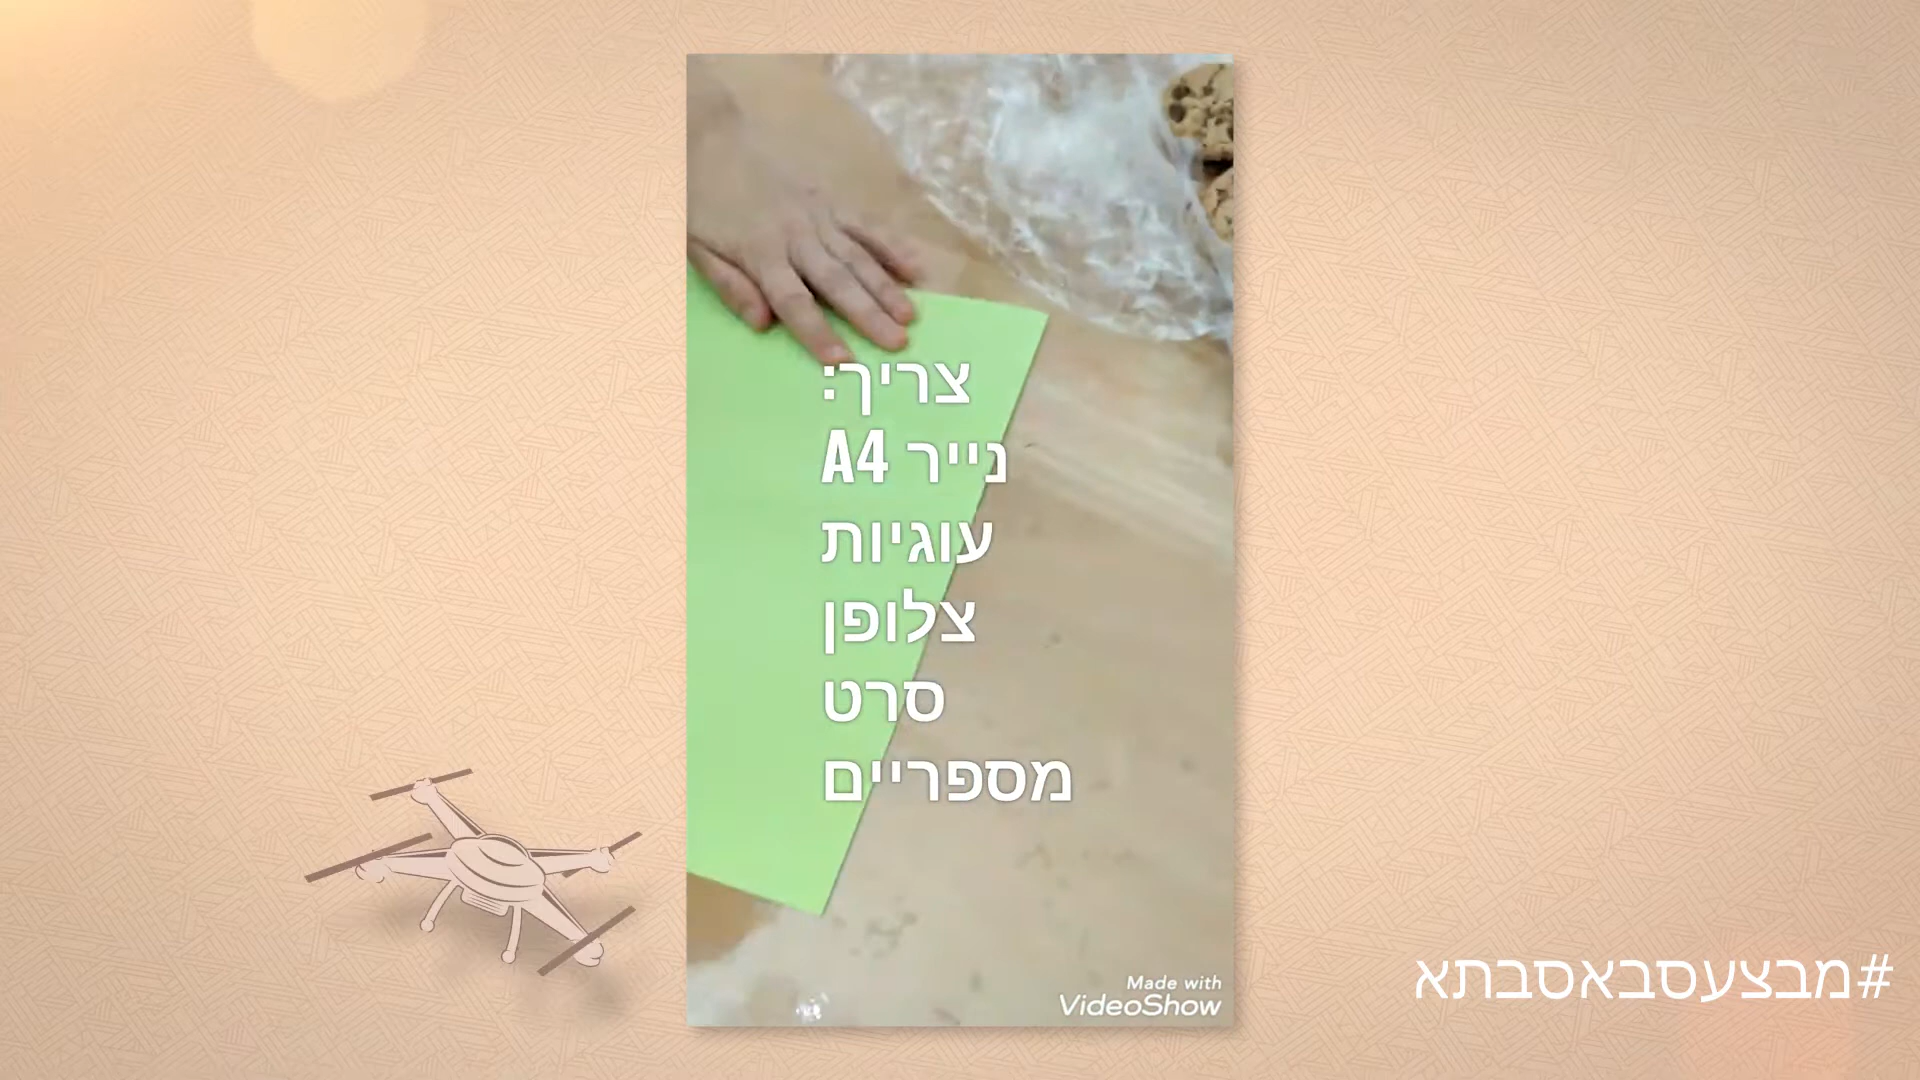 צריך:
נייר A4
עוגיות
צלופן
סרט
מספריים
Made with
VideoShow
#מבצעסבאסבתא